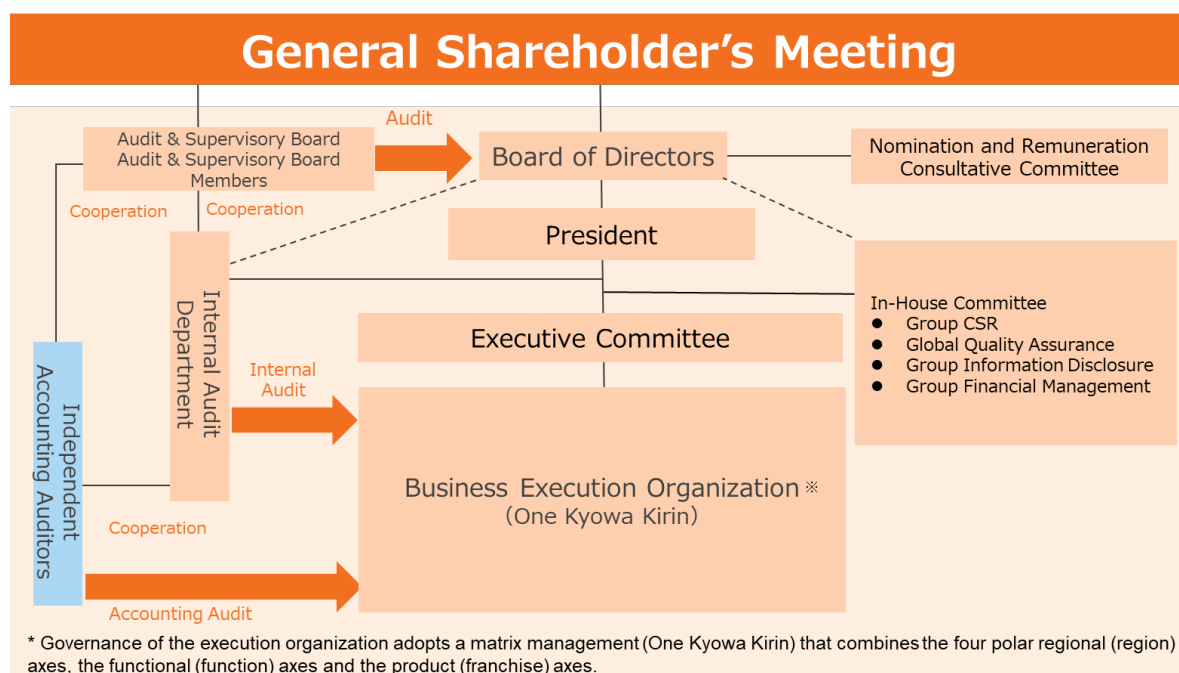 General Shareholder’s Meeting
Audit & Supervisory Board
Audit & Supervisory Board
Members
Audit
Board of Directors
Nomination and Remuneration
Consultative Committee
Cooperation
Cooperation
President
Internal Audit
Department
In-House Committee
● Group CSR
● Global Quality Assurance
● Group Information Disclosure
● Group Financial Management
Executive Committee
Independent
Accounting Auditors
Internal
Audit
Business Execution Organization※
(One Kyowa Kirin)
Cooperation
Accounting Audit
* Governance of the execution organization adopts a matrix management (One Kyowa Kirin) that combines the four polar regional (region)
axes, the functional (function) axes and the product (franchise) axes.